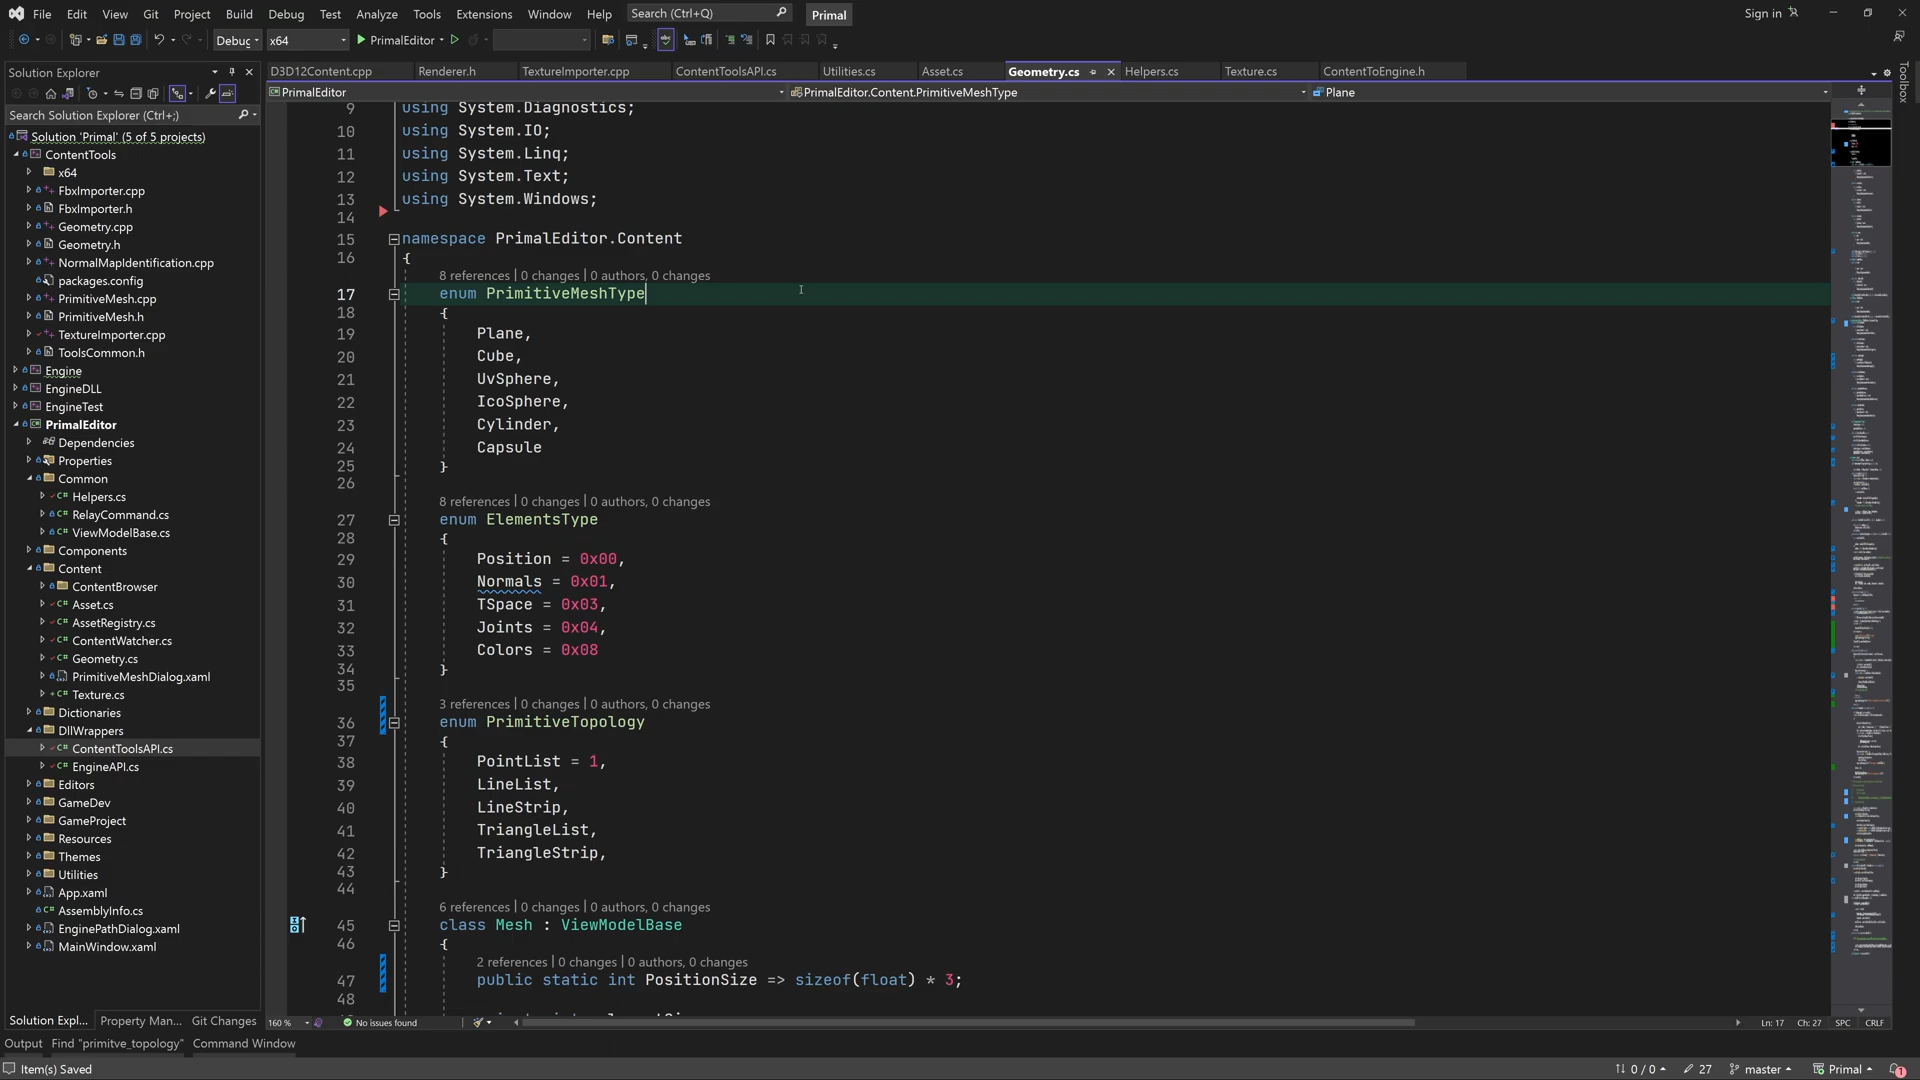 File Edit View Git Project Build Debug Test Analyze Tools Extensions Window Help Search (Ctrl+Q) Primal Sign in
Debug x64 PrimalEditor
Solution Explorer
D3D12Content.cpp Renderer.h TextureImporter.cpp ContentToolsAPI.cs Utilities.cs Asset.cs Geometry.cs Helpers.cs Texture.cs ContentToEngine.h
PrimalEditor PrimalEditor.Content.PrimitiveMeshType Plane
Toolbox
Search Solution Explorer (Ctrl+;)
Solution 'Primal' (5 of 5 projects)
ContentTools
x64
FbxImporter.cpp
FbxImporter.h
Geometry.cpp
Geometry.h
NormalMapIdentification.cpp
packages.config
PrimitiveMesh.cpp
PrimitiveMesh.h
TextureImporter.cpp
ToolsCommon.h
Engine
EngineDLL
EngineTest
PrimalEditor
Dependencies
Properties
Common
Helpers.cs
RelayCommand.cs
ViewModelBase.cs
Components
Content
ContentBrowser
Asset.cs
AssetRegistry.cs
ContentWatcher.cs
Geometry.cs
PrimitiveMeshDialog.xaml
Texture.cs
Dictionaries
DllWrappers
ContentToolsAPI.cs
EngineAPI.cs
Editors
GameDev
GameProject
Resources
Themes
Utilities
App.xaml
AssemblyInfo.cs
EnginePathDialog.xaml
MainWindow.xaml
9 using System.Diagnostics;
10 using System.IO;
11 using System.Linq;
12 using System.Text;
13 using System.Windows;
14
15 namespace PrimalEditor.Content
16 {
8 references | 0 changes | 0 authors, 0 changes
17 enum PrimitiveMeshType
18 {
19 Plane,
20 Cube,
21 UvSphere,
22 IcoSphere,
23 Cylinder,
24 Capsule
25 }
26
8 references | 0 changes | 0 authors, 0 changes
27 enum ElementsType
28 {
29 Position = 0x00,
30 Normals = 0x01,
31 TSpace = 0x03,
32 Joints = 0x04,
33 Colors = 0x08
34 }
35
3 references | 0 changes | 0 authors, 0 changes
36 enum PrimitiveTopology
37 {
38 PointList = 1,
39 LineList,
40 LineStrip,
41 TriangleList,
42 TriangleStrip,
43 }
44
6 references | 0 changes | 0 authors, 0 changes
45 class Mesh : ViewModelBase
46 {
2 references | 0 changes | 0 authors, 0 changes
47 public static int PositionSize => sizeof(float) * 3;
48
Solution Expl... Property Man... Git Changes
160 % No issues found Ln: 17 Ch: 27 SPC CRLF
Output Find "primitve_topology" Command Window
Item(s) Saved 0 / 0 27 master Primal 1